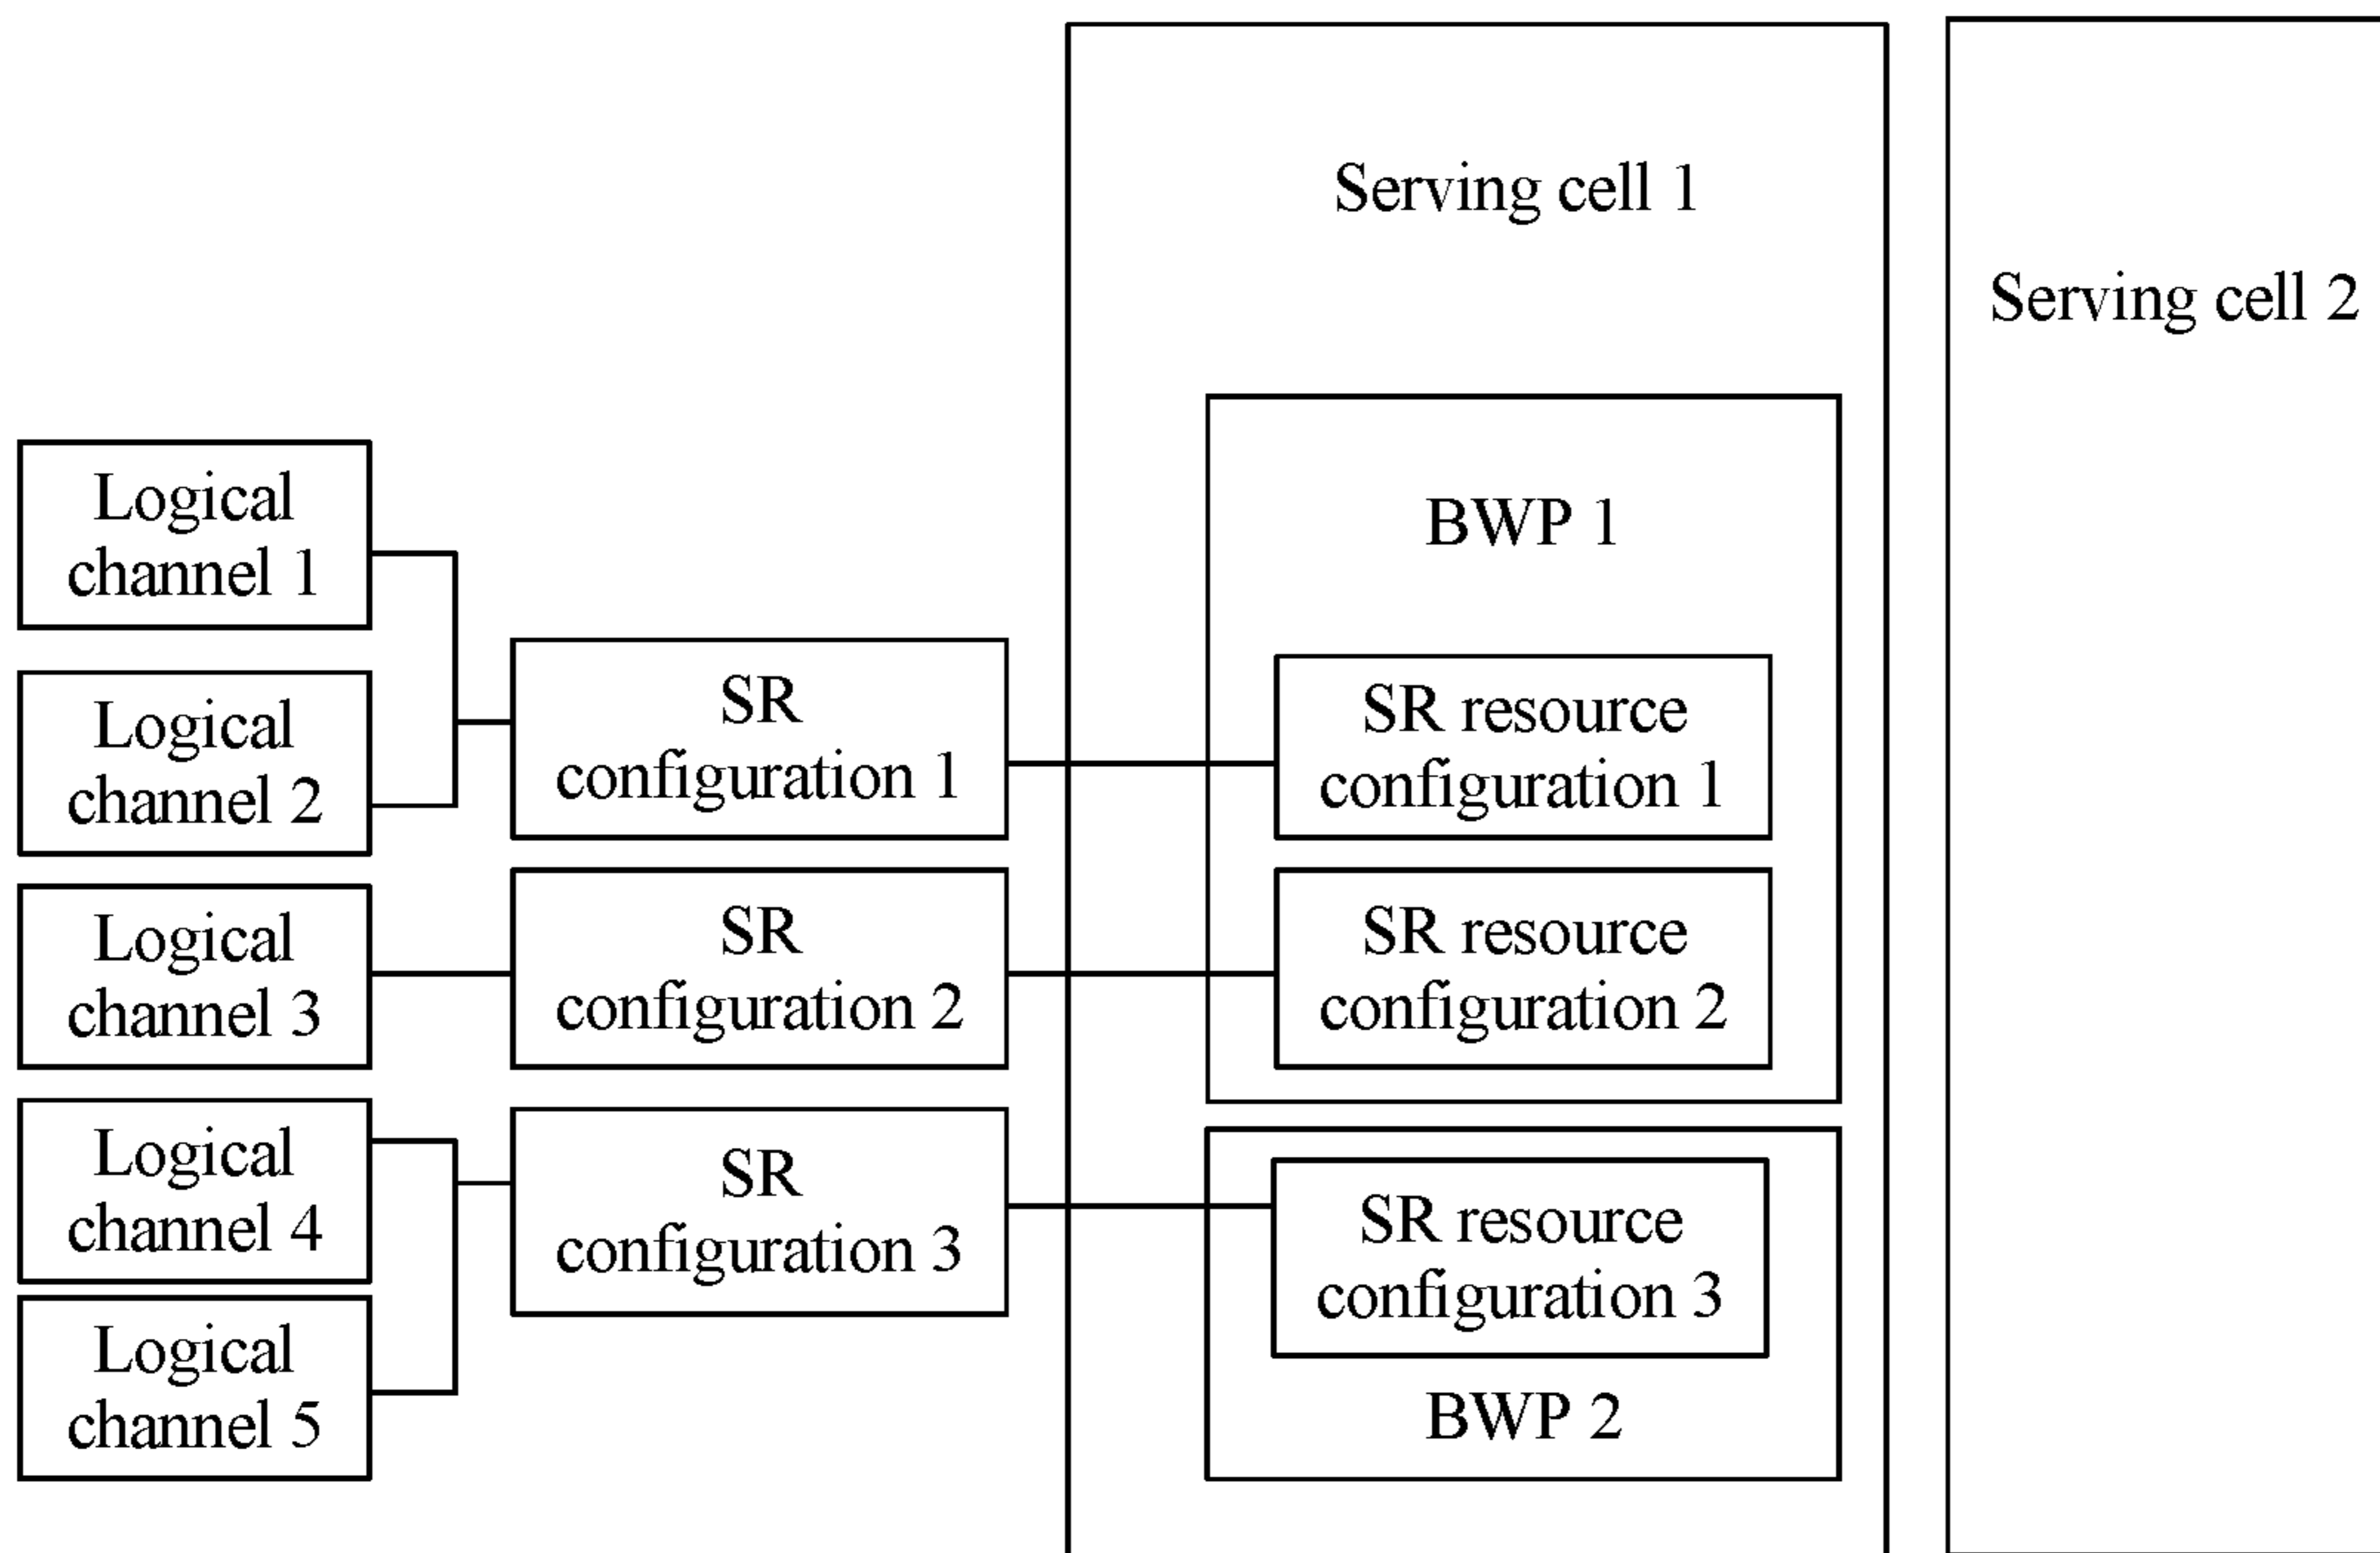 Serving cell 1
Serving cell 2
BWP 1
Logical
channel 1
Logical
channel 2
SR
configuration 1
SR resource
configuration 1
Logical
channel 3
SR
configuration 2
SR resource
configuration 2
Logical
channel 4
Logical
channel 5
SR
configuration 3
SR resource
configuration 3
BWP 2